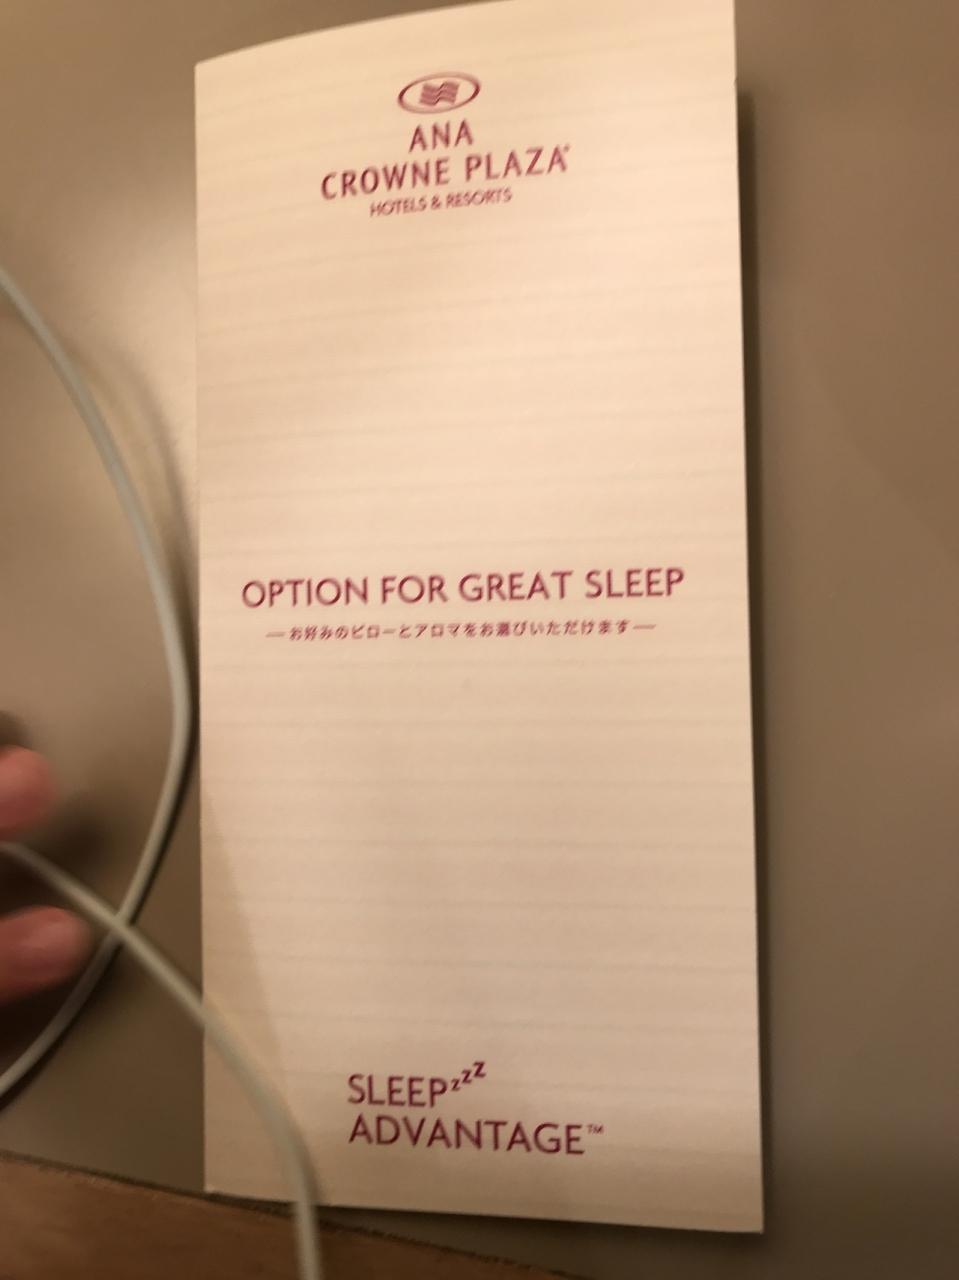 ANA
CROWNE PLAZA®
HOTELS & RESORTS
OPTION FOR GREAT SLEEP
—お好みのピローとアロマをお選びいただけます—
SLEEPzzz
ADVANTAGE™